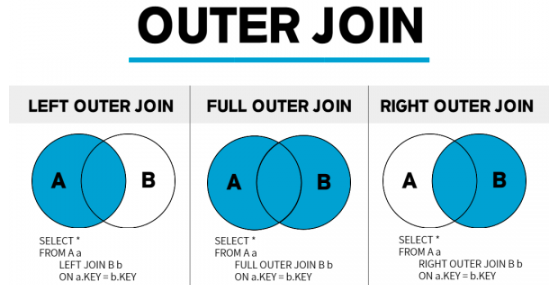 OUTER JOIN
LEFT OUTER JOIN
A
B
SELECT *
FROM A a
LEFT JOIN B b
ON a.KEY = b.KEY
FULL OUTER JOIN
A
B
SELECT *
FROM A a
FULL OUTER JOIN B b
ON a.KEY = b.KEY
RIGHT OUTER JOIN
A
B
SELECT *
FROM A a
RIGHT OUTER JOIN B b
ON a.KEY = b.KEY